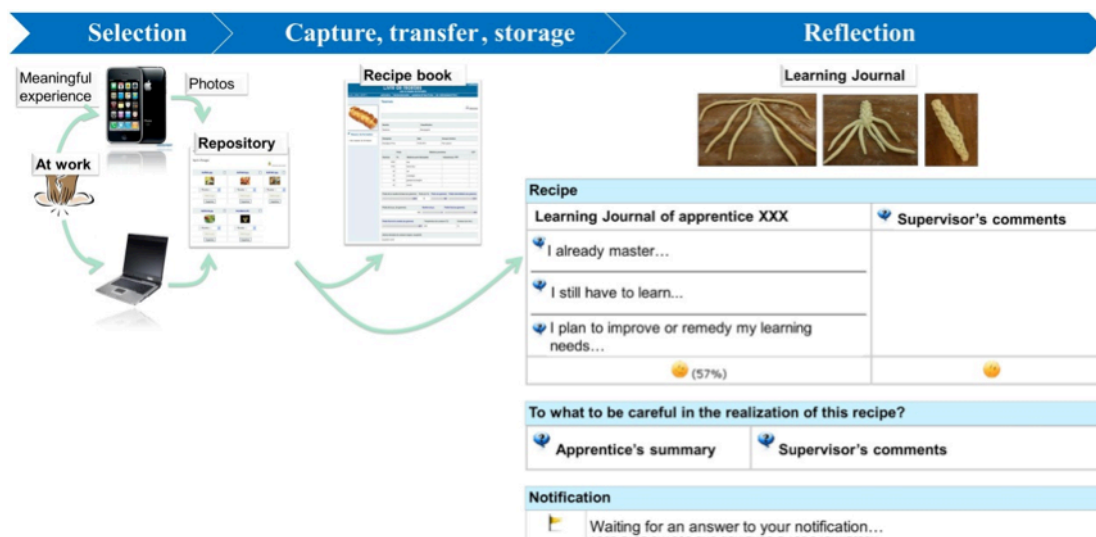 Selection
Capture, transfer, storage
Reflection
Meaningful
experience
Photos
At work
Repository
Recipe book
Learning Journal
Recipe
Learning Journal of apprentice XXX
Supervisor's comments
I already master…
I still have to learn...
I plan to improve or remedy my learning
needs…
(57%)
To what to be careful in the realization of this recipe?
Apprentice's summary
Supervisor's comments
Notification
Waiting for an answer to your notification…